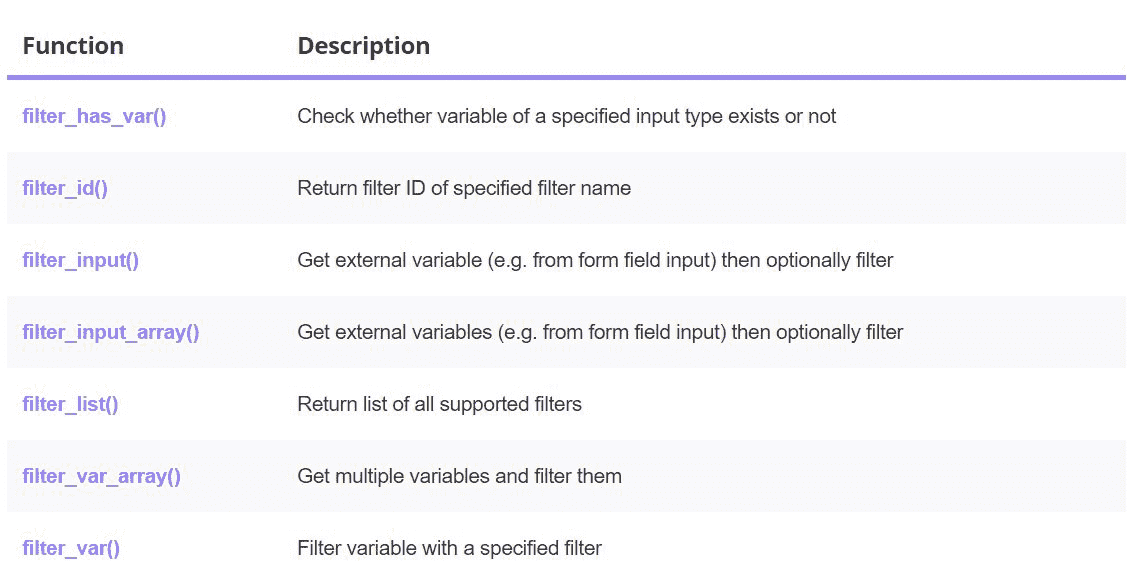 Function Description
filter_has_var() Check whether variable of a specified input type exists or not
filter_id() Return filter ID of specified filter name
filter_input() Get external variable (e.g. from form field input) then optionally filter
filter_input_array() Get external variables (e.g. from form field input) then optionally filter
filter_list() Return list of all supported filters
filter_var_array() Get multiple variables and filter them
filter_var() Filter variable with a specified filter